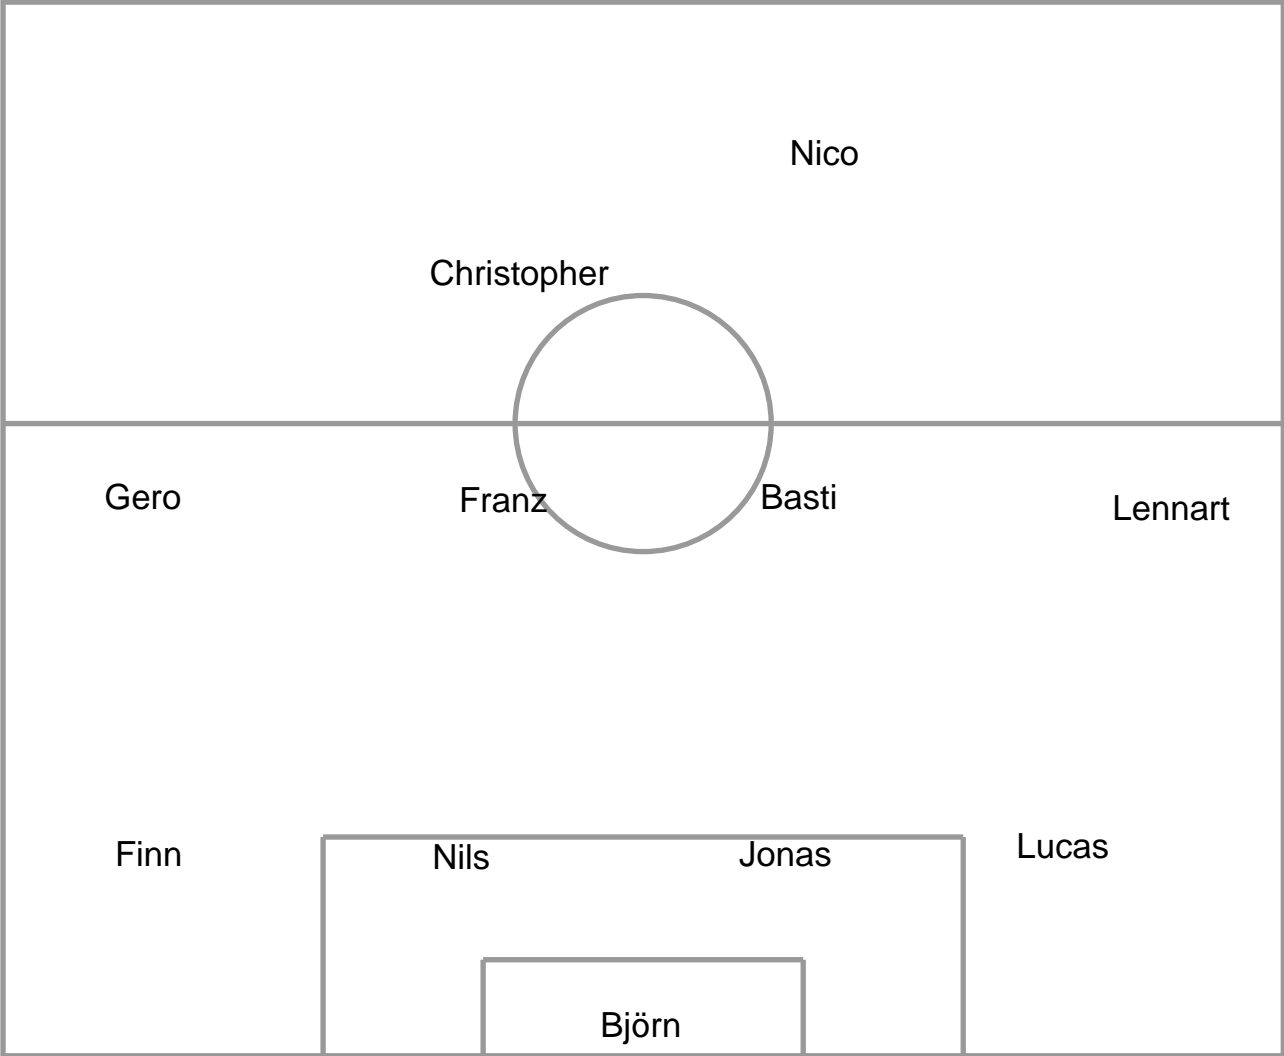 Nico
Christopher
Gero
Franz
Basti
Lennart
Finn
Nils
Jonas
Lucas
Björn